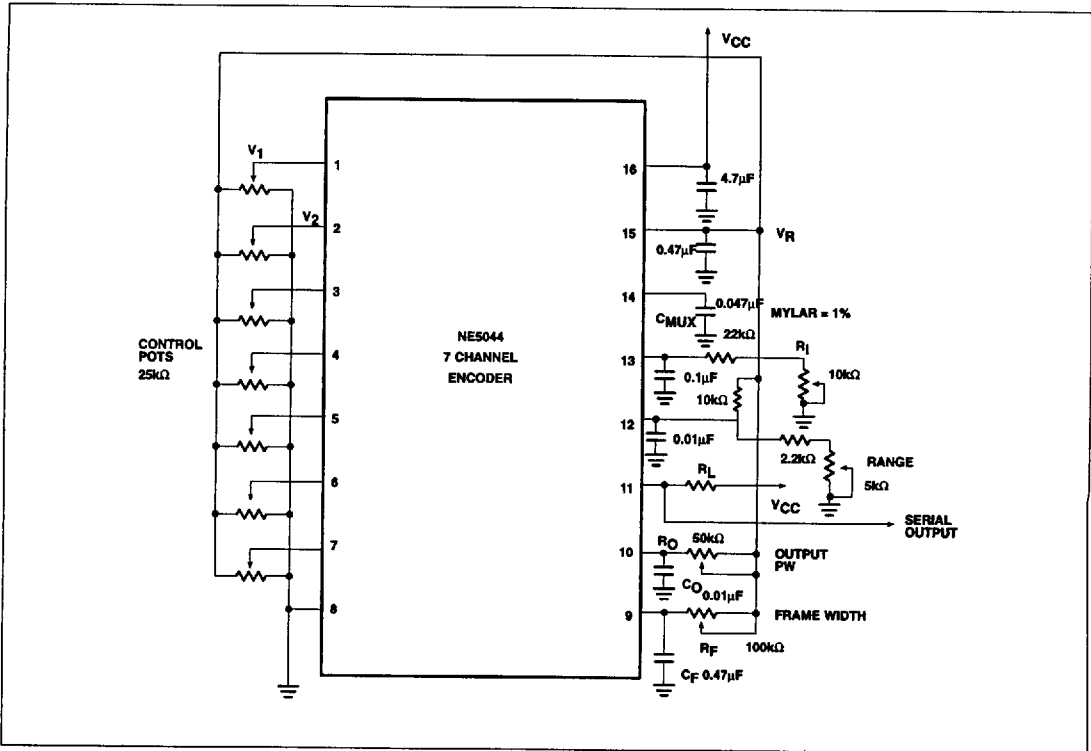 VCC
V1
1
16
4.7μF
V2
2
15
VR
0.47μF
3
14
0.047μF
CMUX
MYLAR = 1%
22kΩ
NE5044
7 CHANNEL
ENCODER
CONTROL
POTS
25kΩ
4
13
RI
0.1μF
10kΩ
10kΩ
5
12
0.01μF
2.2kΩ
RANGE
5kΩ
6
11
RL
VCC
SERIAL
OUTPUT
7
10
RO
50kΩ
OUTPUT
PW
CO
0.01μF
8
9
FRAME WIDTH
RF
100kΩ
CF 0.47μF